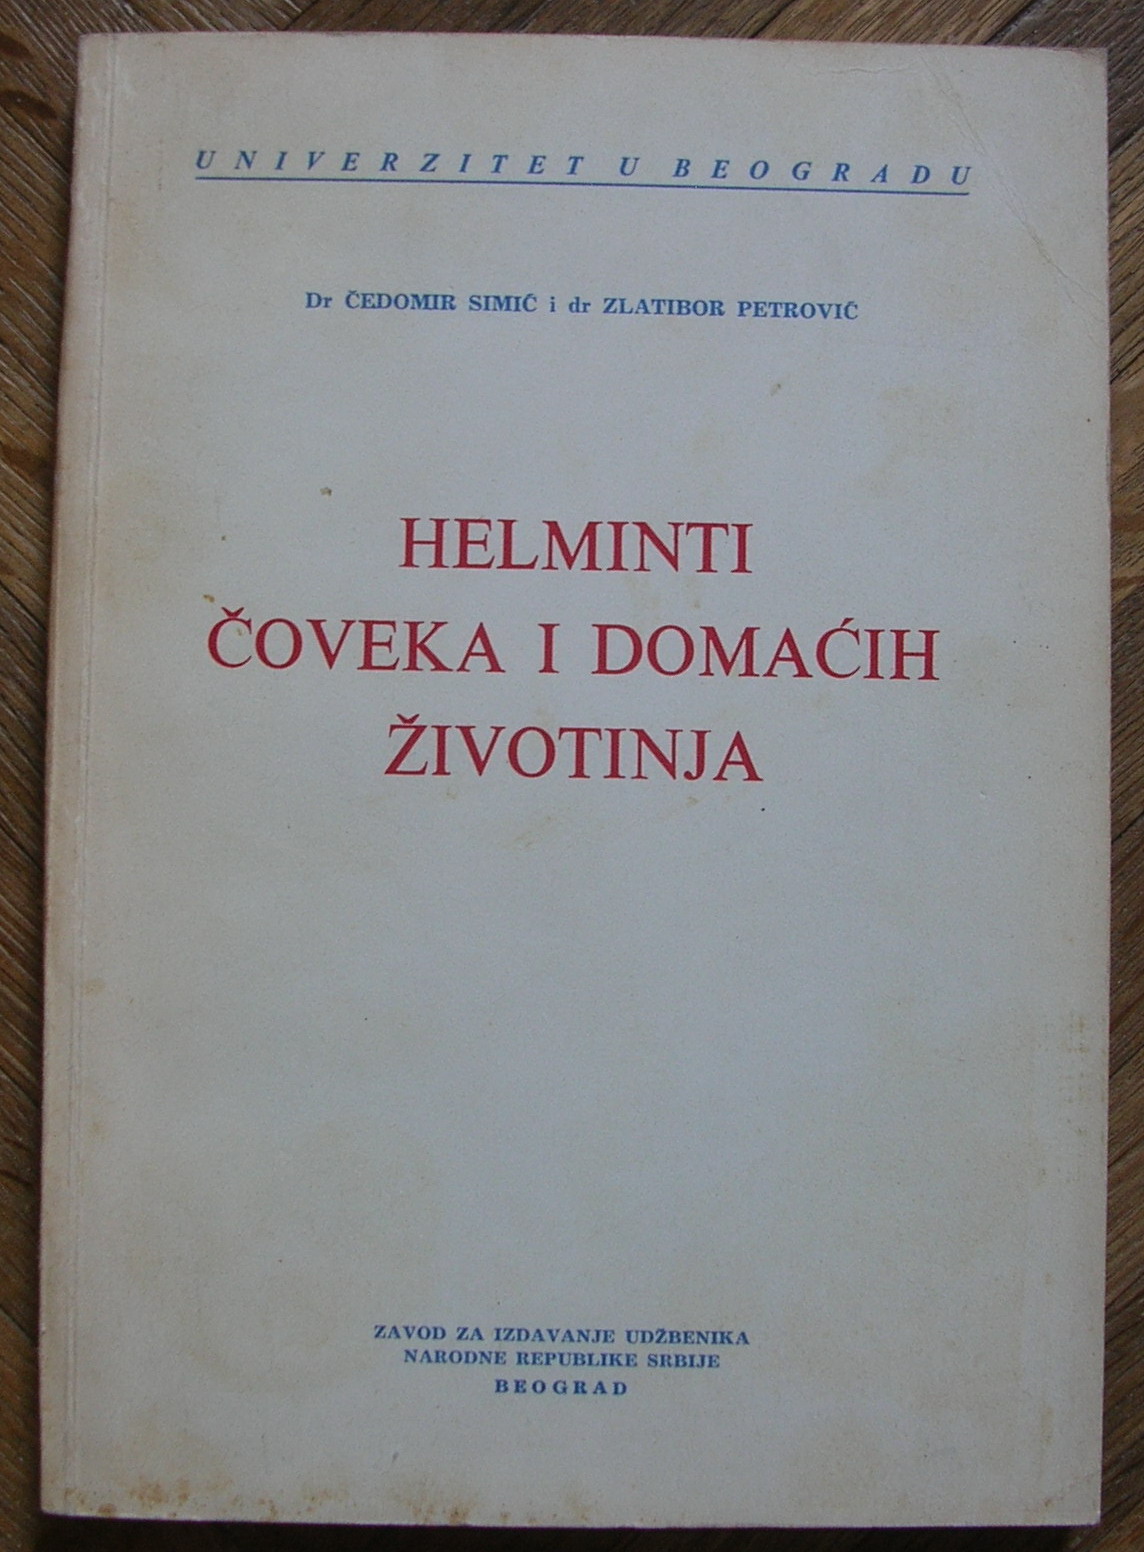 UNIVERZITET U BEOGRADU
Dr ČEDOMIR SIMIĆ i dr ZLATIBOR PETROVIĆ
HELMINTI
ČOVEKA I DOMAĆIH
ŽIVOTINJA
ZAVOD ZA IZDAVANJE UDŽBENIKA
NARODNE REPUBLIKE SRBIJE
BEOGRAD